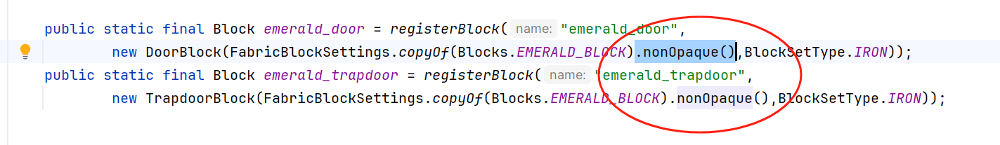 public static final Block emerald_door = registerBlock( name: "emerald_door",
new DoorBlock(FabricBlockSettings.copyOf(Blocks.EMERALD_BLOCK).nonOpaque(),BlockSetType.IRON));
public static final Block emerald_trapdoor = registerBlock( name: "emerald_trapdoor",
new TrapdoorBlock(FabricBlockSettings.copyOf(Blocks.EMERALD_BLOCK).nonOpaque(),BlockSetType.IRON));